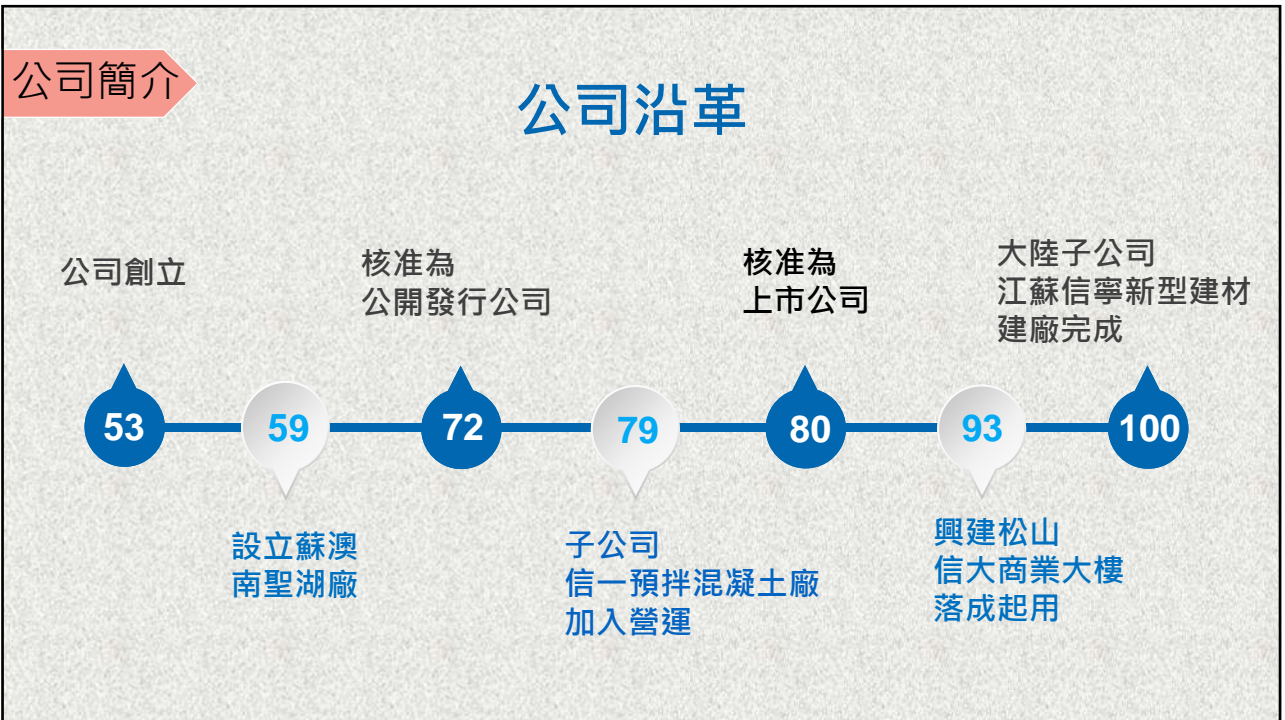 公司簡介
公司沿革
公司創立
核准為
公開發行公司
核准為
上市公司
大陸子公司
江蘇信寧新型建材
建廠完成
53
59
72
79
80
93
100
設立蘇澳
南聖湖廠
子公司
信一預拌混凝土廠
加入營運
興建松山
信大商業大樓
落成起用